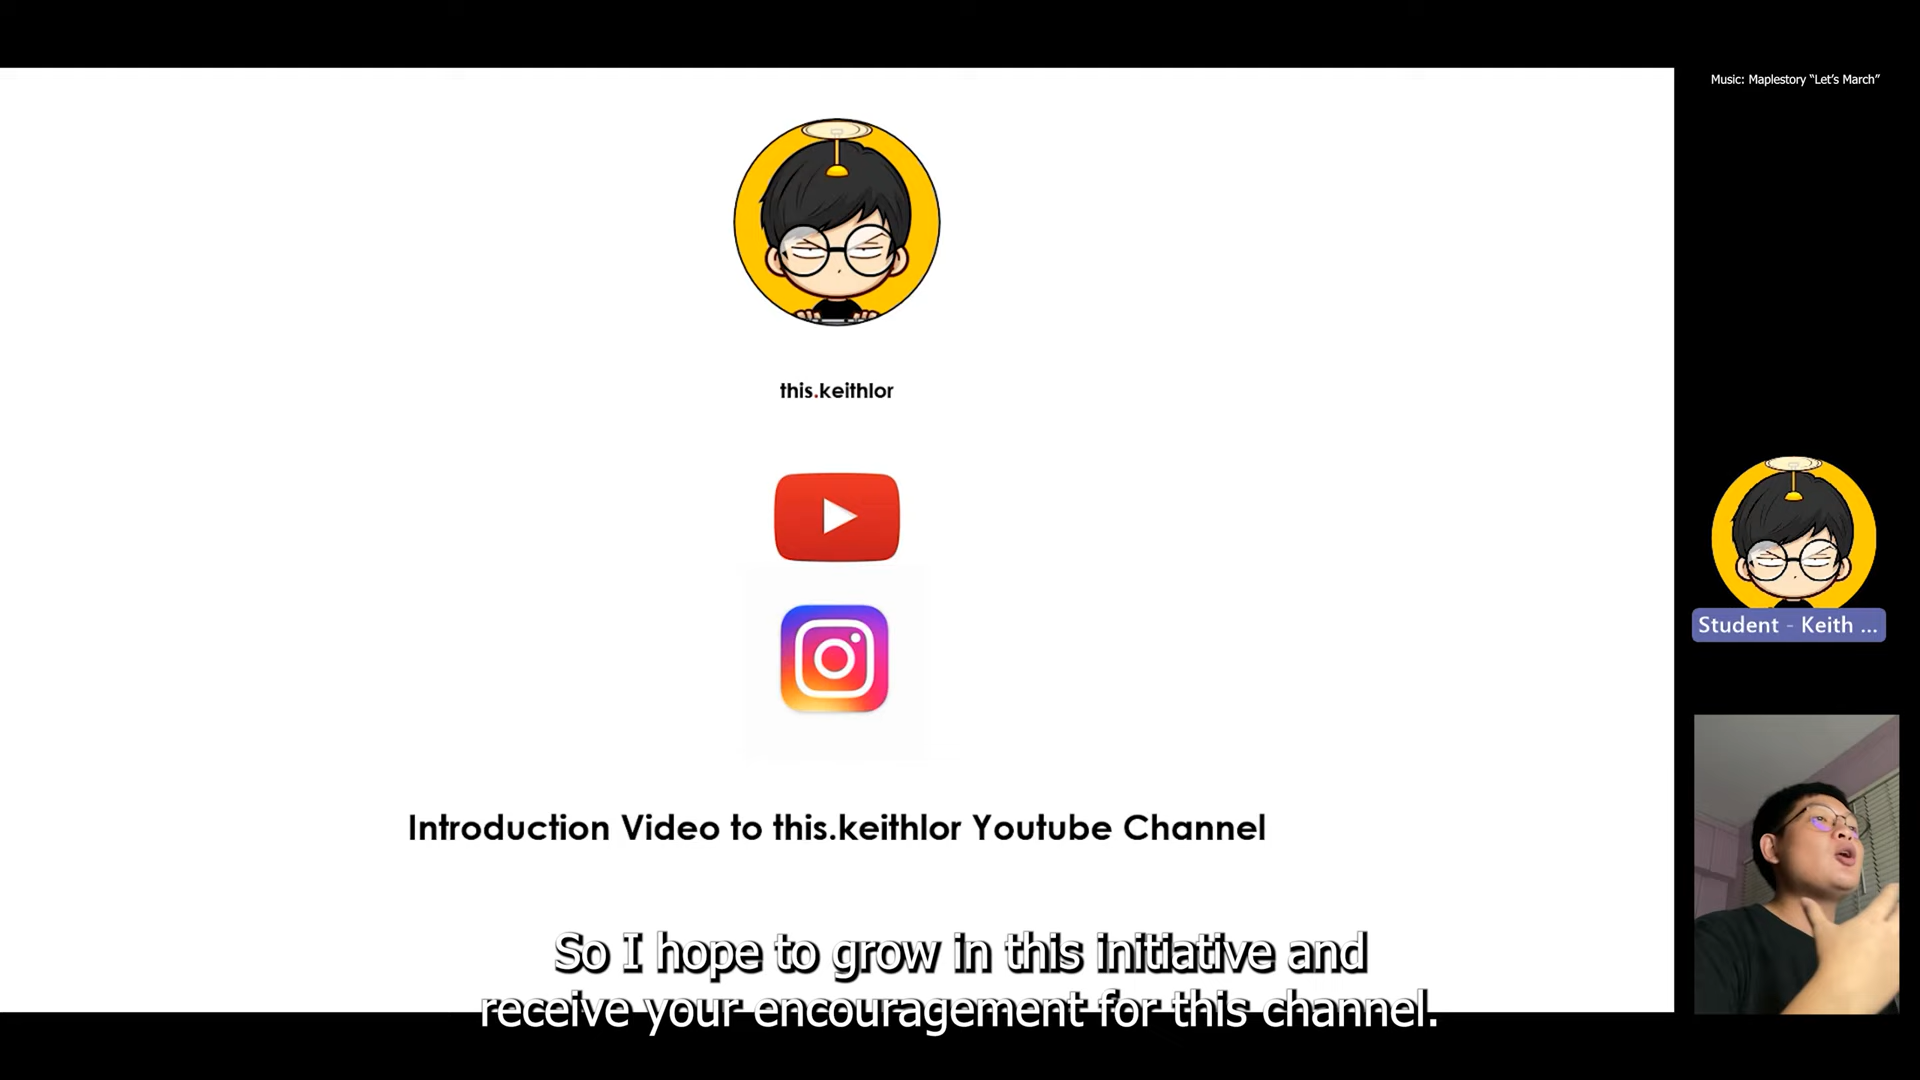 Music: Maplestory “Let’s March”
this.keithlor
Student - Keith ...
Introduction Video to this.keithlor Youtube Channel
So I hope to grow in this initiative and
receive your encouragement for this channel.